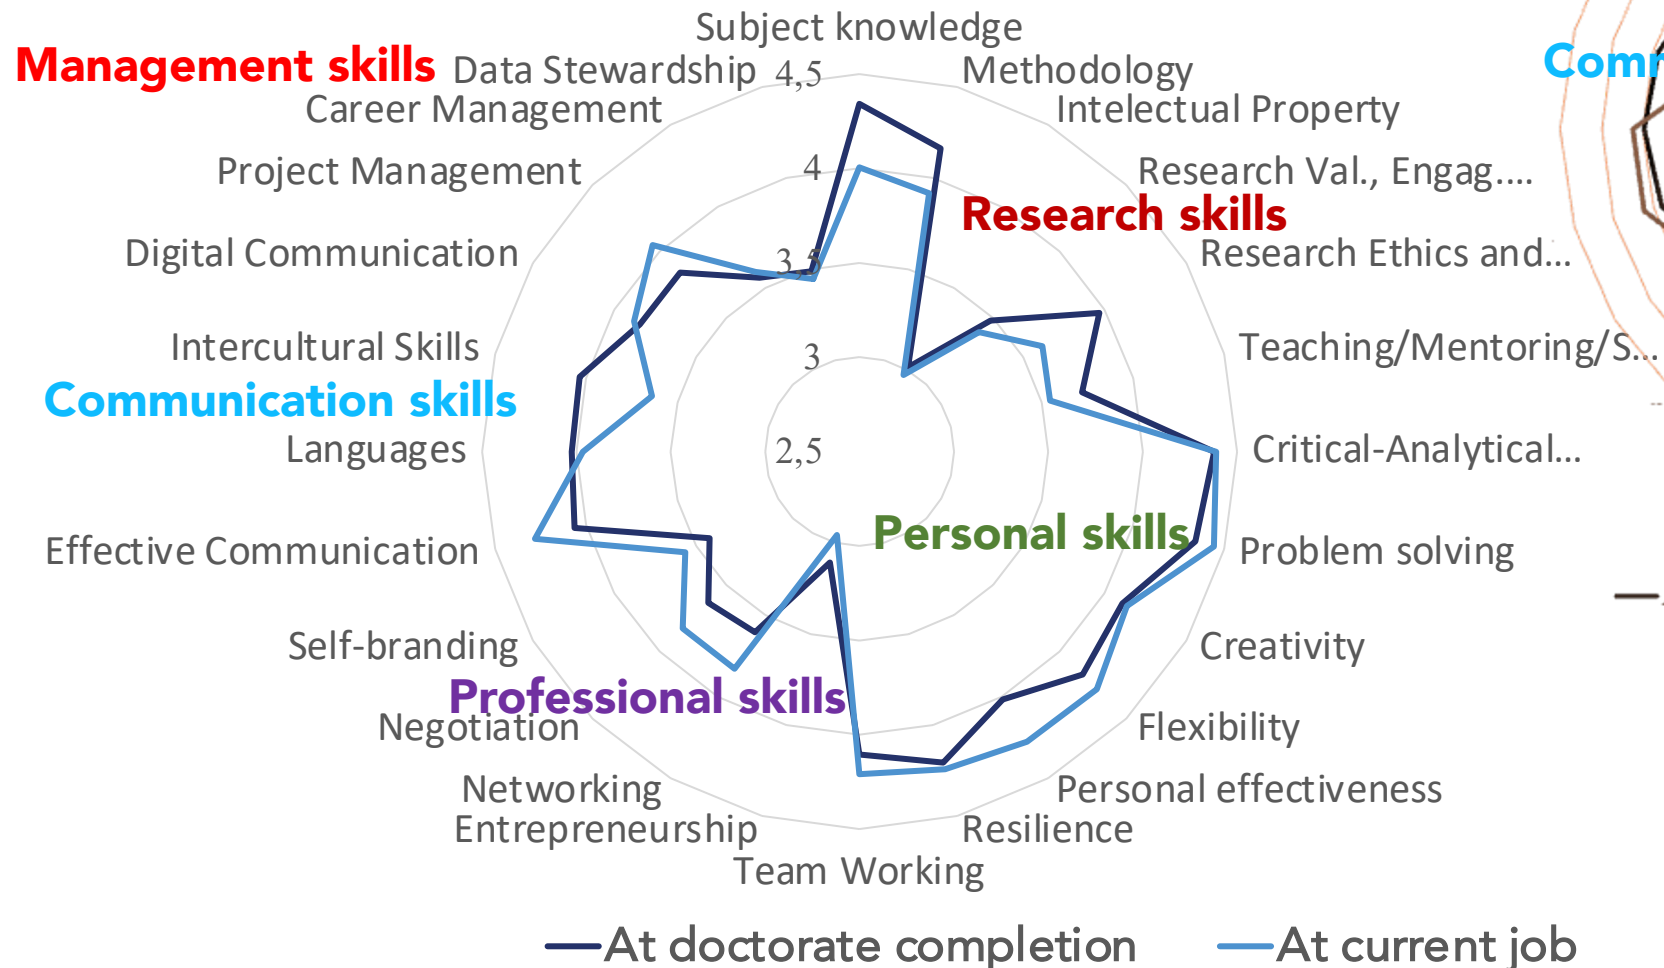 Subject knowledge
Management skills
Data Stewardship
4,5
Methodology
Comm
Career Management
Intelectual Property
Project Management
4
Research Val., Engag....
Research skills
Digital Communication
3,5
Research Ethics and...
Intercultural Skills
3
Teaching/Mentoring/S...
Communication skills
Languages
2,5
Critical-Analytical...
Personal skills
Effective Communication
Problem solving
Self-branding
Creativity
Professional skills
Negotiation
Flexibility
Networking
Personal effectiveness
Entrepreneurship
Resilience
Team Working
At doctorate completion
At current job